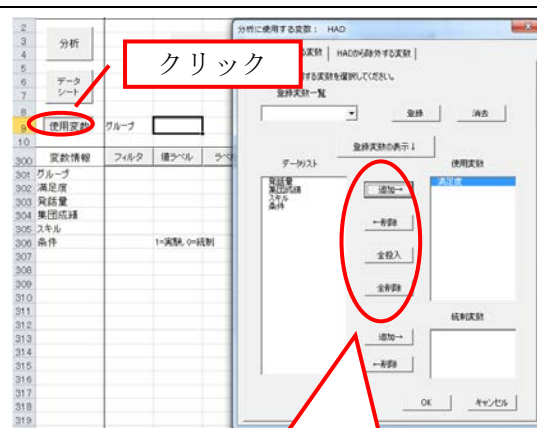 分析に使用する変数： HAD
2
3
分析
4
変数
HADから除外する変数
クリック
5
する変数を選択してください。
6
データ
シート
7
登録変数一覧
8
登録
消去
9
使用変数
グループ
10
登録変数の表示↓
300
変数情報
フィルタ
値ラベル
データリスト
使用変数
301
グループ
発話量
追加→
満足度
302
満足度
集団成績
303
発話量
スキル
304
集団成績
条件
←削除
305
スキル
306
条件
1=実験, 0=統制
全投入
307
308
全削除
309
310
統制変数
311
312
追加→
313
314
←削除
315
316
317
OK
キャンセル
318
319